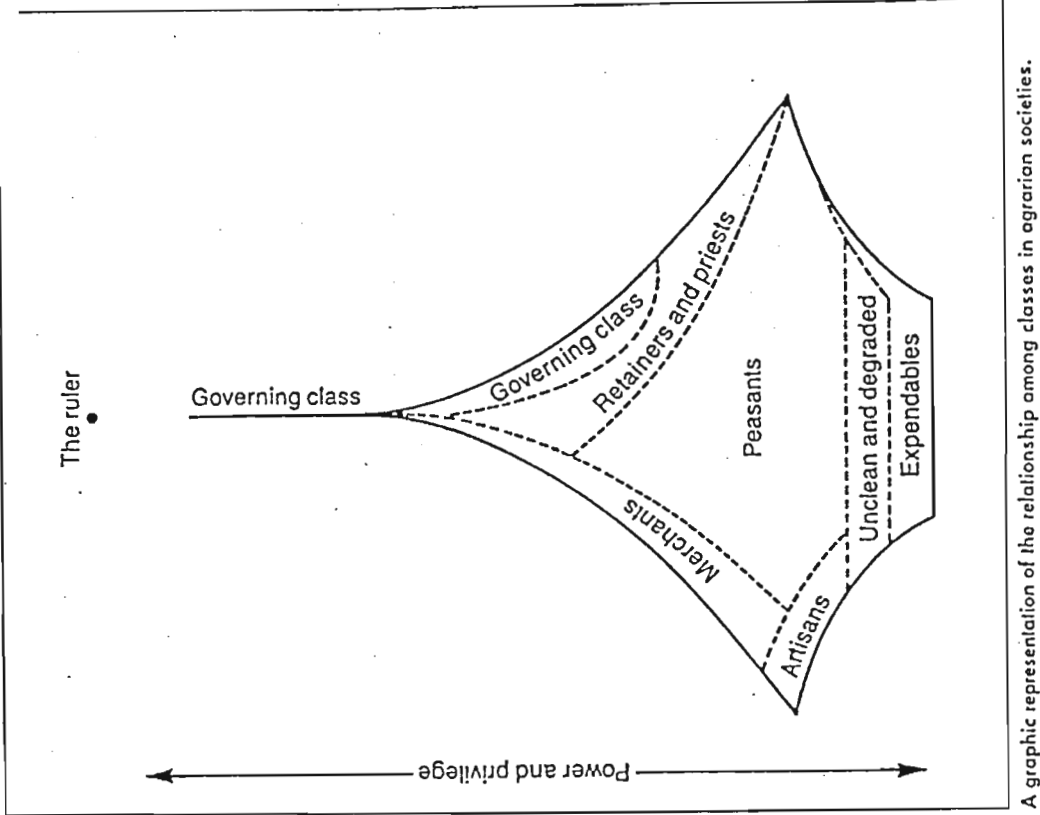 The ruler
Governing class
Governing class
Retainers and priests
Merchants
Peasants
Artisans
Unclean and degraded
Expendables
Power and privilege
A graphic representation of the relationship among classes in agrarian societies.